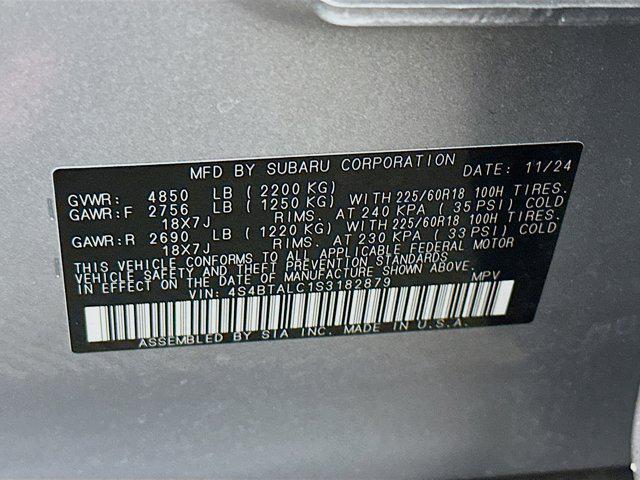 MFD BY SUBARU CORPORATION DATE: 11/24
GVWR: 4850 LB (2200 KG)
GAWR:F 2756 LB (1250 KG) WITH 225/60R18 100H TIRES.
18X7J RIMS. AT 240 KPA (35 PSI) COLD
GAWR:R 2690 LB (1220 KG) WITH 225/60R18 100H TIRES.
18X7J RIMS. AT 230 KPA (33 PSI) COLD
THIS VEHICLE CONFORMS TO ALL APPLICABLE FEDERAL MOTOR
VEHICLE SAFETY AND THEFT PREVENTION STANDARDS
IN EFFECT ON THE DATE OF MANUFACTURE SHOWN ABOVE.
VIN: 4S4BTALC1S3182879 MPV
ASSEMBLED BY SIA INC. MADE IN U.S.A.